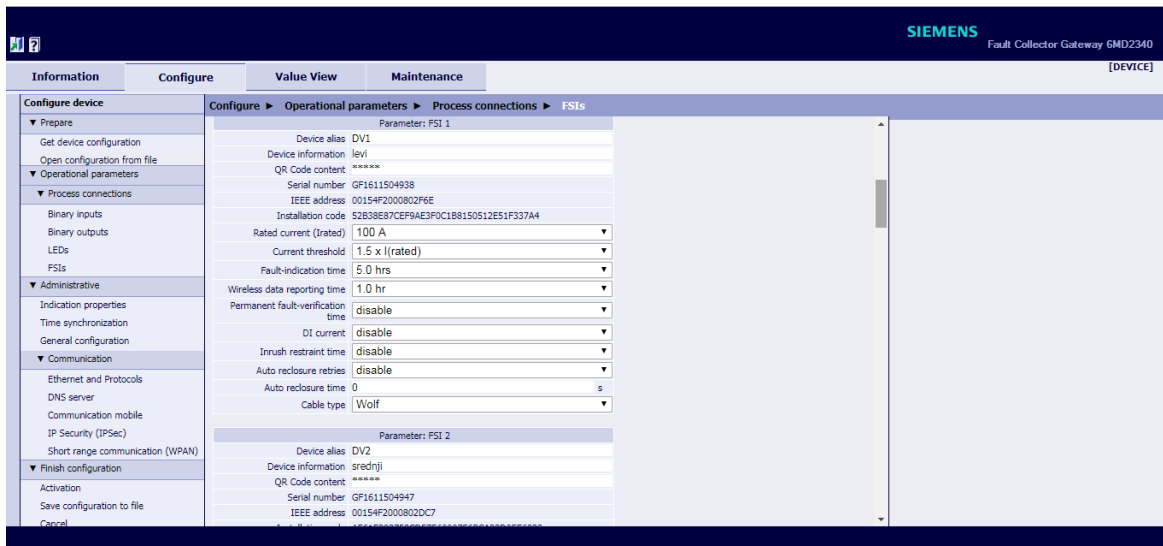 SIEMENS
Fault Collector Gateway 6MD2340
[DEVICE]
Information Configure Value View Maintenance
Configure device
▼ Prepare
Get device configuration
Open configuration from file
▼ Operational parameters
▼ Process connections
Binary inputs
Binary outputs
LEDs
FSIs
▼ Administrative
Indication properties
Time synchronization
General configuration
▼ Communication
Ethernet and Protocols
DNS server
Communication mobile
IP Security (IPSec)
Short range communication (WPAN)
▼ Finish configuration
Activation
Save configuration to file
Cancel
Configure ► Operational parameters ► Process connections ► FSIs
Parameter: FSI 1
Device alias DV1
Device information levi
QR Code content *****
Serial number GF1611504938
IEEE address 00154F2000802F6E
Installation code 52B38E87CEF9AE3F0C1B8150512E51F337A4
Rated current (Irated) 100 A
Current threshold 1.5 x I(rated)
Fault-indication time 5.0 hrs
Wireless data reporting time 1.0 hr
Permanent fault-verification
time disable
DI current disable
Inrush restraint time disable
Auto reclosure retries disable
Auto reclosure time 0 s
Cable type Wolf
Parameter: FSI 2
Device alias DV2
Device information srednji
QR Code content *****
Serial number GF1611504947
IEEE address 00154F2000802DC7